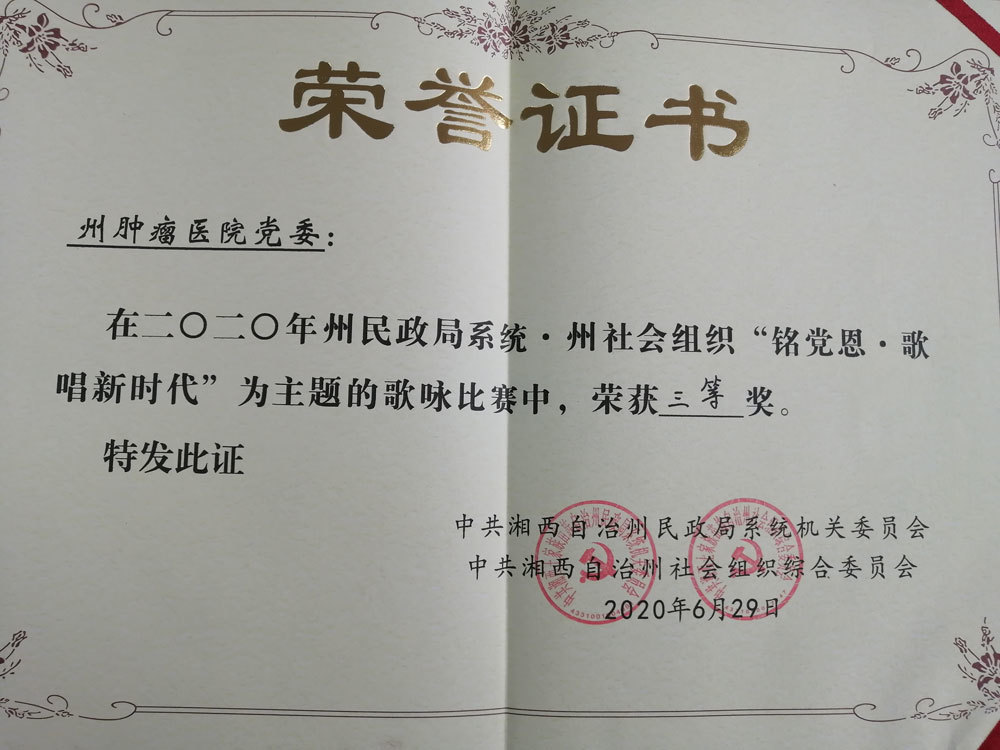 荣誉证书
州肿瘤医院党委：
在二〇二〇年州民政局系统·州社会组织“铭党恩·歌
唱新时代”为主题的歌咏比赛中，荣获三等奖。
特发此证
中共湘西自治州民政局系统机关委员会
中共湘西自治州社会组织综合委员会
2020年6月29日